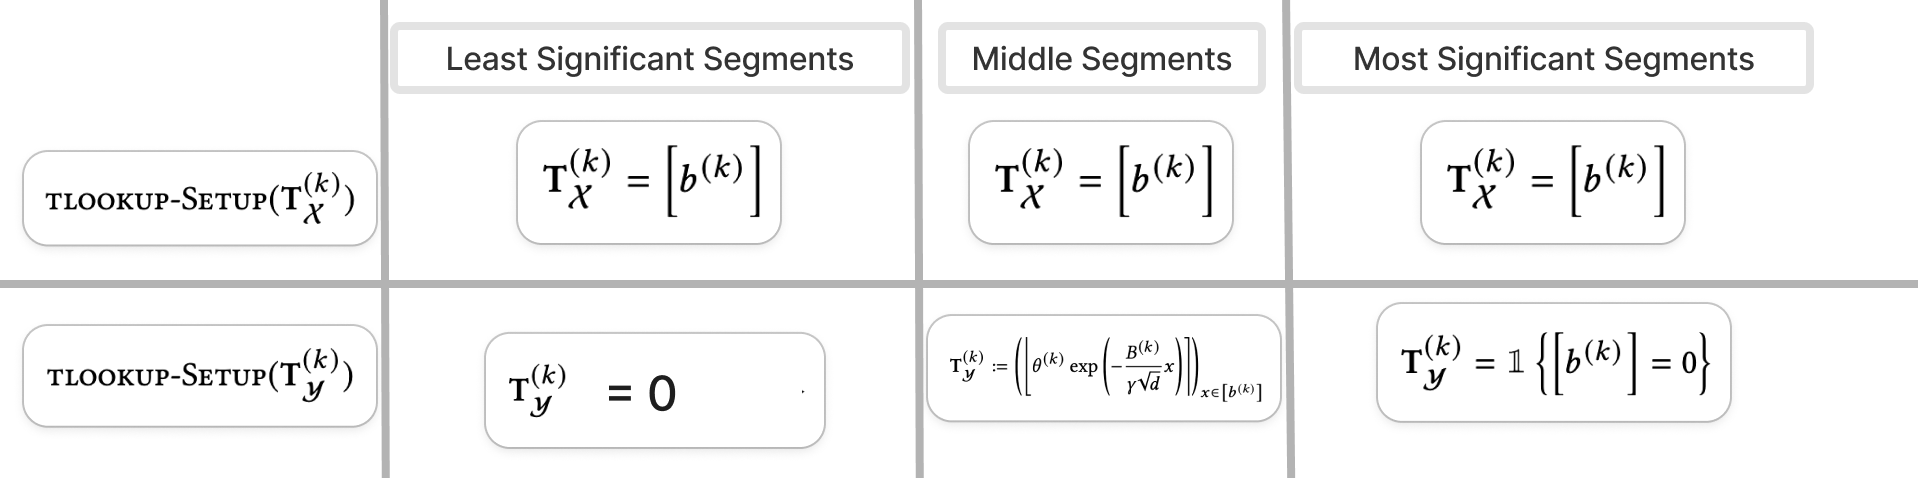 Least Significant Segments
Middle Segments
Most Significant Segments
TLOOKUP-SETUP(T_𝒳^{(k)})
T_𝒳^{(k)} = [b^{(k)}]
T_𝒳^{(k)} = [b^{(k)}]
T_𝒳^{(k)} = [b^{(k)}]
TLOOKUP-SETUP(T_𝒴^{(k)})
T_𝒴^{(k)} = 0
T_𝒴^{(k)} := (⌊θ^{(k)} exp(−\frac{B^{(k)}}{γ√d}x)⌉)_{x∈[b^{(k)}]}
T_𝒴^{(k)} = 𝟙{[b^{(k)}] = 0}